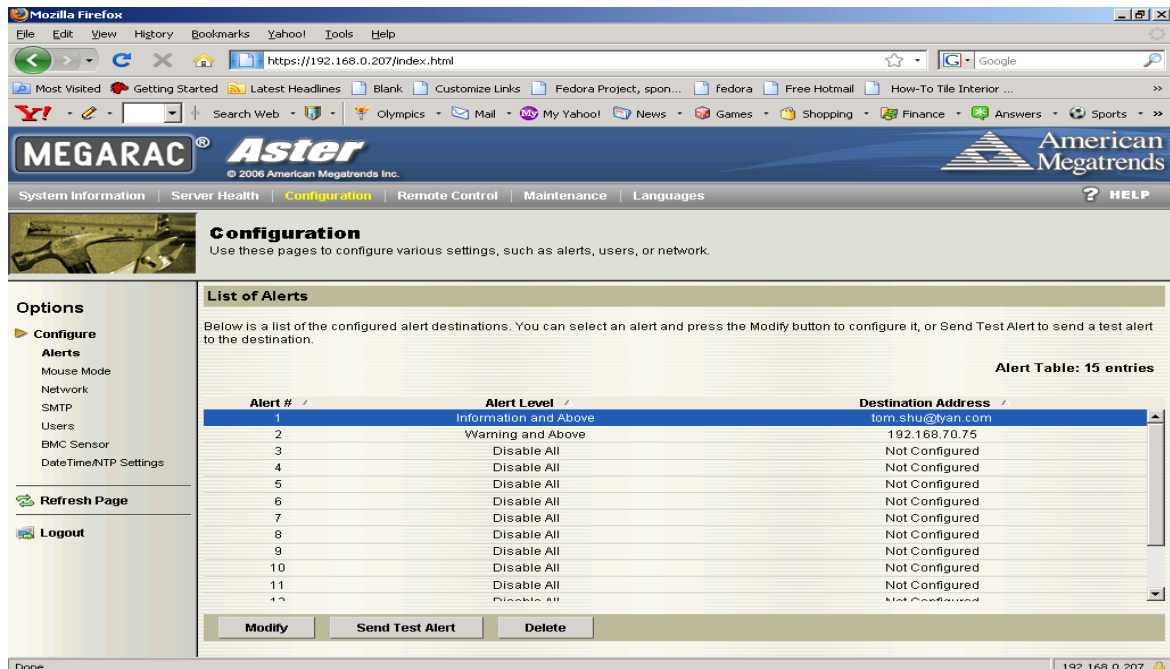 Mozilla Firefox
File Edit View History Bookmarks Yahoo! Tools Help
https://192.168.0.207/index.html
G Google
Most Visited Getting Started Latest Headlines Blank Customize Links Fedora Project, spon... fedora Free Hotmail How-To Tile Interior ... »
Y! Search Web Olympics Mail My Yahoo! News Games Shopping Finance Answers Sports »
MEGARAC® Aster
© 2006 American Megatrends Inc.
American Megatrends
System Information | Server Health | Configuration | Remote Control | Maintenance | Languages ? HELP
Configuration
Use these pages to configure various settings, such as alerts, users, or network.
Options
Configure
Alerts
Mouse Mode
Network
SMTP
Users
BMC Sensor
DateTime/NTP Settings
Refresh Page
Logout
List of Alerts
Below is a list of the configured alert destinations. You can select an alert and press the Modify button to configure it, or Send Test Alert to send a test alert
to the destination.
Alert Table: 15 entries
Alert # Alert Level Destination Address
1 Information and Above tom.shu@tyan.com
2 Warning and Above 192.168.70.75
3 Disable All Not Configured
4 Disable All Not Configured
5 Disable All Not Configured
6 Disable All Not Configured
7 Disable All Not Configured
8 Disable All Not Configured
9 Disable All Not Configured
10 Disable All Not Configured
11 Disable All Not Configured
12 Disable All Not Configured
Modify Send Test Alert Delete
Done 192.168.0.207